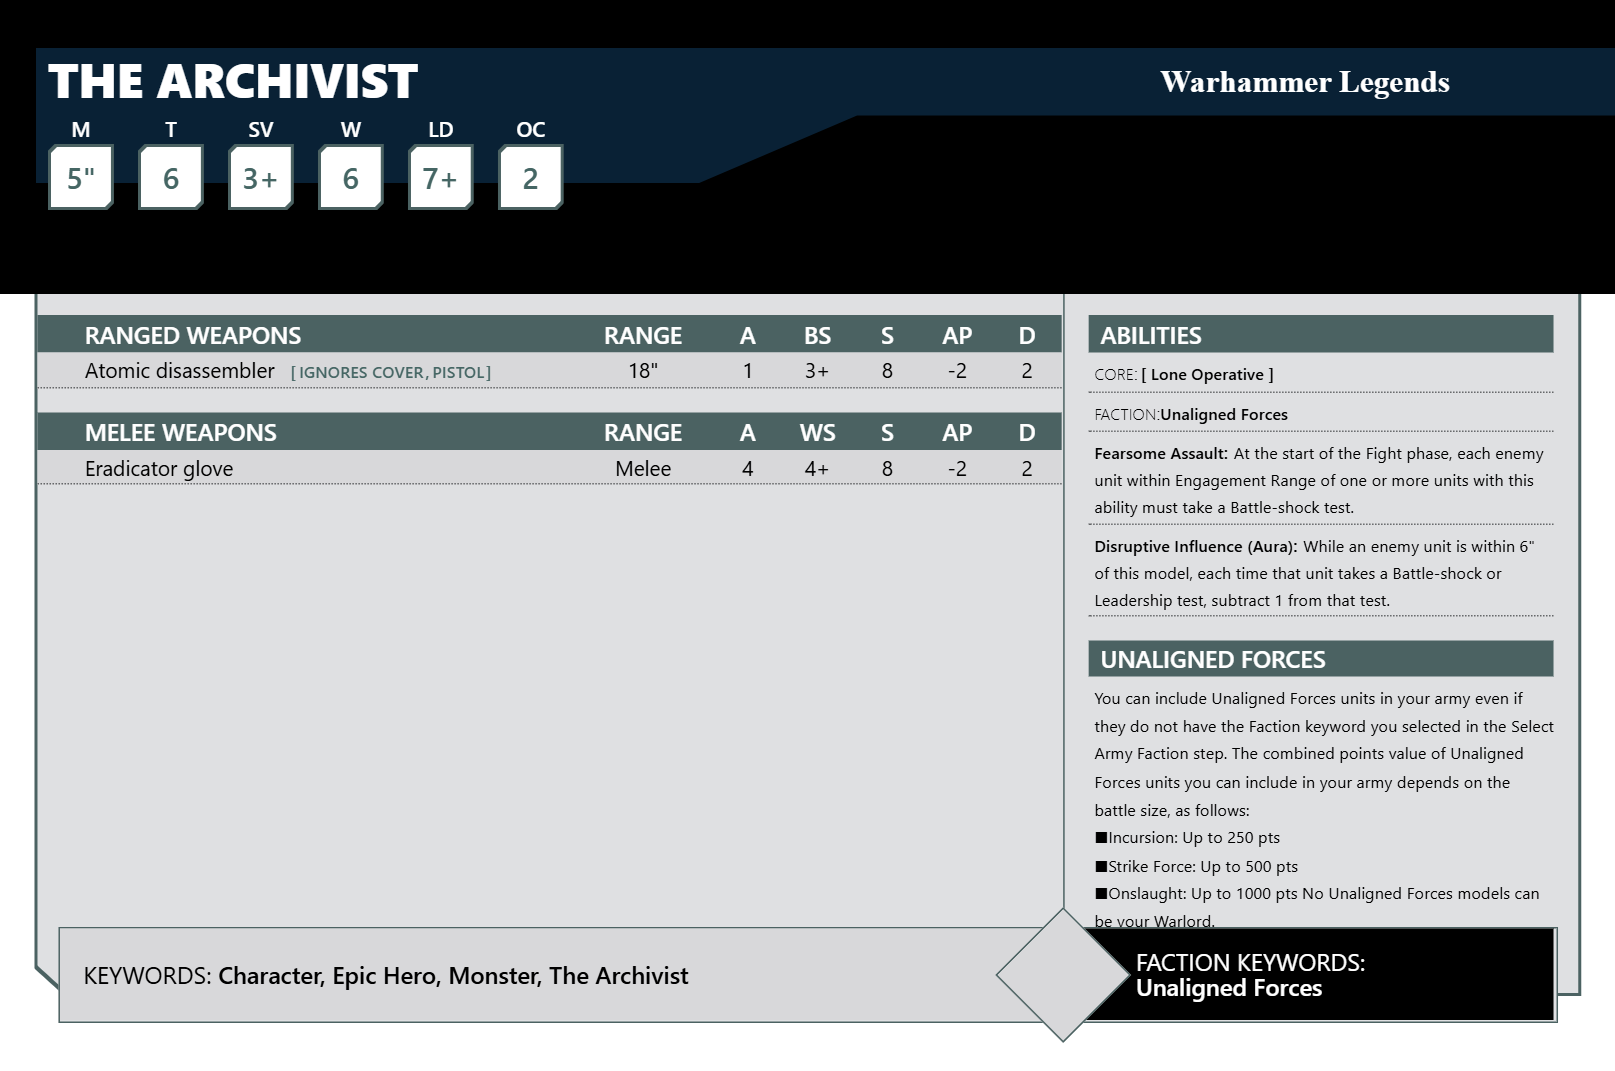 THE ARCHIVIST
Warhammer Legends
M T SV W LD OC
5" 6 3+ 6 7+ 2
RANGED WEAPONS RANGE A BS S AP D
Atomic disassembler [ IGNORES COVER, PISTOL] 18" 1 3+ 8 -2 2
MELEE WEAPONS RANGE A WS S AP D
Eradicator glove Melee 4 4+ 8 -2 2
ABILITIES
CORE: [ Lone Operative ]
FACTION:Unaligned Forces
Fearsome Assault: At the start of the Fight phase, each enemy
unit within Engagement Range of one or more units with this
ability must take a Battle-shock test.
Disruptive Influence (Aura): While an enemy unit is within 6"
of this model, each time that unit takes a Battle-shock or
Leadership test, subtract 1 from that test.
UNALIGNED FORCES
You can include Unaligned Forces units in your army even if
they do not have the Faction keyword you selected in the Select
Army Faction step. The combined points value of Unaligned
Forces units you can include in your army depends on the
battle size, as follows:
■Incursion: Up to 250 pts
■Strike Force: Up to 500 pts
■Onslaught: Up to 1000 pts No Unaligned Forces models can
be your Warlord.
KEYWORDS: Character, Epic Hero, Monster, The Archivist
FACTION KEYWORDS:
Unaligned Forces